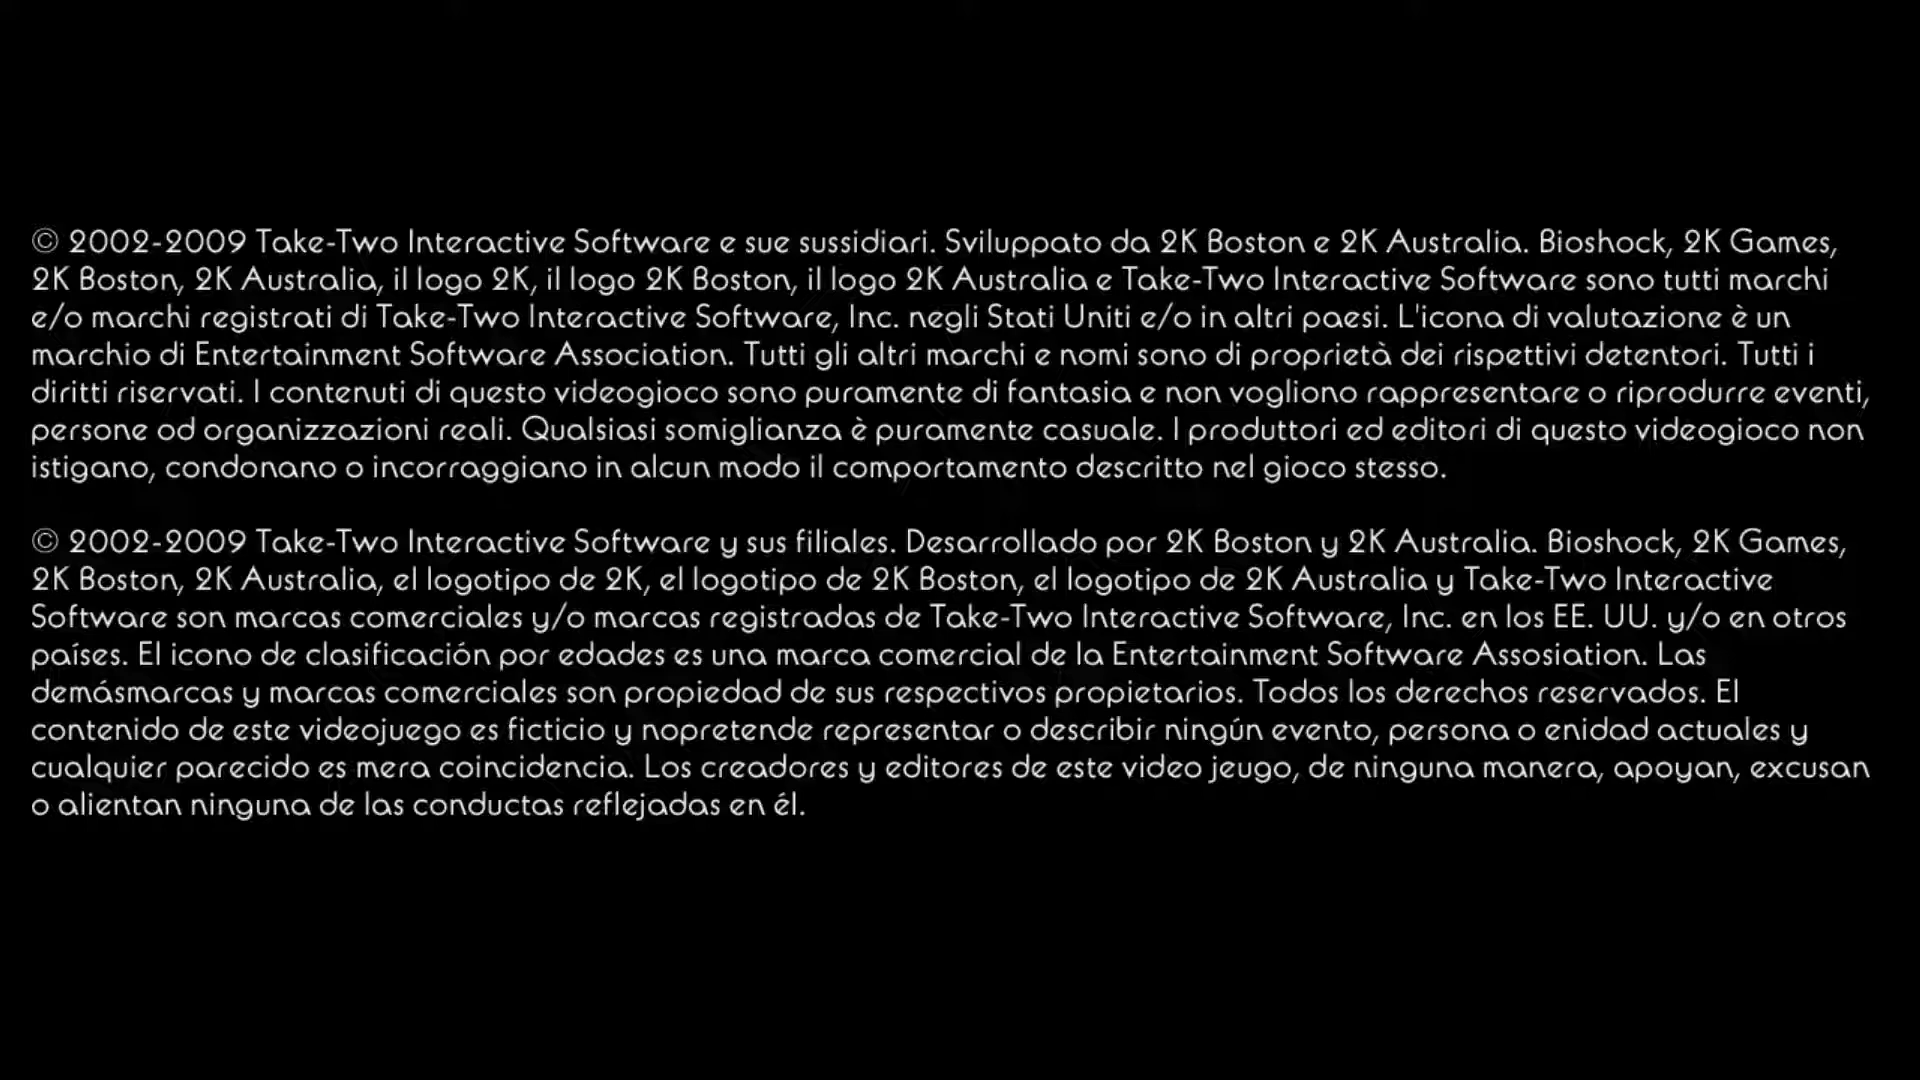 © 2002-2009 Take-Two Interactive Software e sue sussidiari. Sviluppato da 2K Boston e 2K Australia. Bioshock, 2K Games,
2K Boston, 2K Australia, il logo 2K, il logo 2K Boston, il logo 2K Australia e Take-Two Interactive Software sono tutti marchi
e/o marchi registrati di Take-Two Interactive Software, Inc. negli Stati Uniti e/o in altri paesi. L'icona di valutazione è un
marchio di Entertainment Software Association. Tutti gli altri marchi e nomi sono di proprietà dei rispettivi detentori. Tutti i
diritti riservati. I contenuti di questo videogioco sono puramente di fantasia e non vogliono rappresentare o riprodurre eventi,
persone od organizzazioni reali. Qualsiasi somiglianza è puramente casuale. I produttori ed editori di questo videogioco non
istigano, condonano o incorraggiano in alcun modo il comportamento descritto nel gioco stesso.

© 2002-2009 Take-Two Interactive Software y sus filiales. Desarrollado por 2K Boston y 2K Australia. Bioshock, 2K Games,
2K Boston, 2K Australia, el logotipo de 2K, el logotipo de 2K Boston, el logotipo de 2K Australia y Take-Two Interactive
Software son marcas comerciales y/o marcas registradas de Take-Two Interactive Software, Inc. en los EE. UU. y/o en otros
países. El icono de clasificación por edades es una marca comercial de la Entertainment Software Assosiation. Las
demásmarcas y marcas comerciales son propiedad de sus respectivos propietarios. Todos los derechos reservados. El
contenido de este videojuego es ficticio y nopretende representar o describir ningún evento, persona o enidad actuales y
cualquier parecido es mera coincidencia. Los creadores y editores de este video jeugo, de ninguna manera, apoyan, excusan
o alientan ninguna de las conductas reflejadas en él.